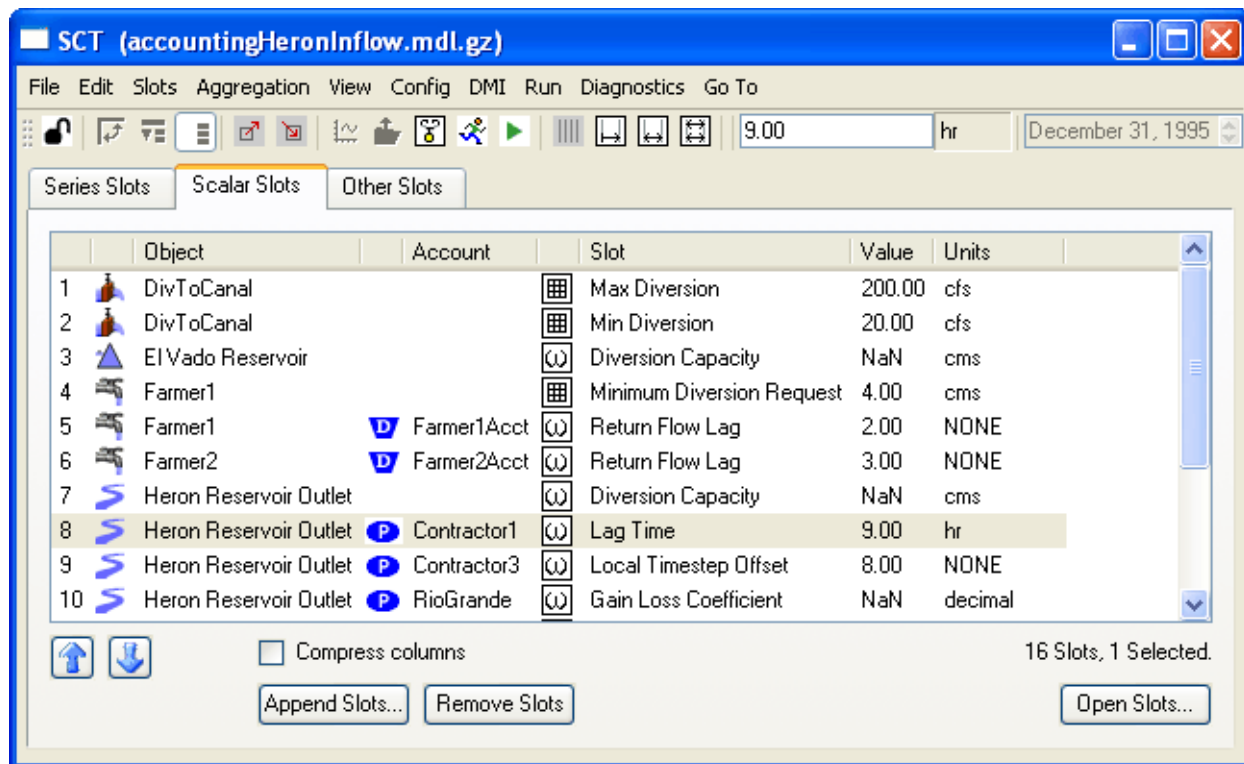 SCT (accountingHeronInflow.mdl.gz)
File Edit Slots Aggregation View Config DMI Run Diagnostics Go To
9.00 hr December 31, 1995
Series Slots Scalar Slots Other Slots
Object Account Slot Value Units
1 DivToCanal Max Diversion 200.00 cfs
2 DivToCanal Min Diversion 20.00 cfs
3 El Vado Reservoir Diversion Capacity NaN cms
4 Farmer1 Minimum Diversion Request 4.00 cms
5 Farmer1 D Farmer1Acct Return Flow Lag 2.00 NONE
6 Farmer2 D Farmer2Acct Return Flow Lag 3.00 NONE
7 Heron Reservoir Outlet Diversion Capacity NaN cms
8 Heron Reservoir Outlet P Contractor1 Lag Time 9.00 hr
9 Heron Reservoir Outlet P Contractor3 Local Timestep Offset 8.00 NONE
10 Heron Reservoir Outlet P RioGrande Gain Loss Coefficient NaN decimal
Compress columns 16 Slots, 1 Selected.
Append Slots... Remove Slots Open Slots...